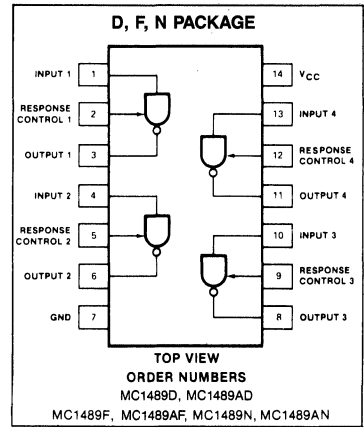 D, F, N PACKAGE
INPUT 1 1 14 VCC
RESPONSE CONTROL 1 2 13 INPUT 4
OUTPUT 1 3 12 RESPONSE CONTROL 4
INPUT 2 4 11 OUTPUT 4
RESPONSE CONTROL 2 5 10 INPUT 3
OUTPUT 2 6 9 RESPONSE CONTROL 3
GND 7 8 OUTPUT 3
TOP VIEW
ORDER NUMBERS
MC1489D, MC1489AD
MC1489F, MC1489AF, MC1489N, MC1489AN